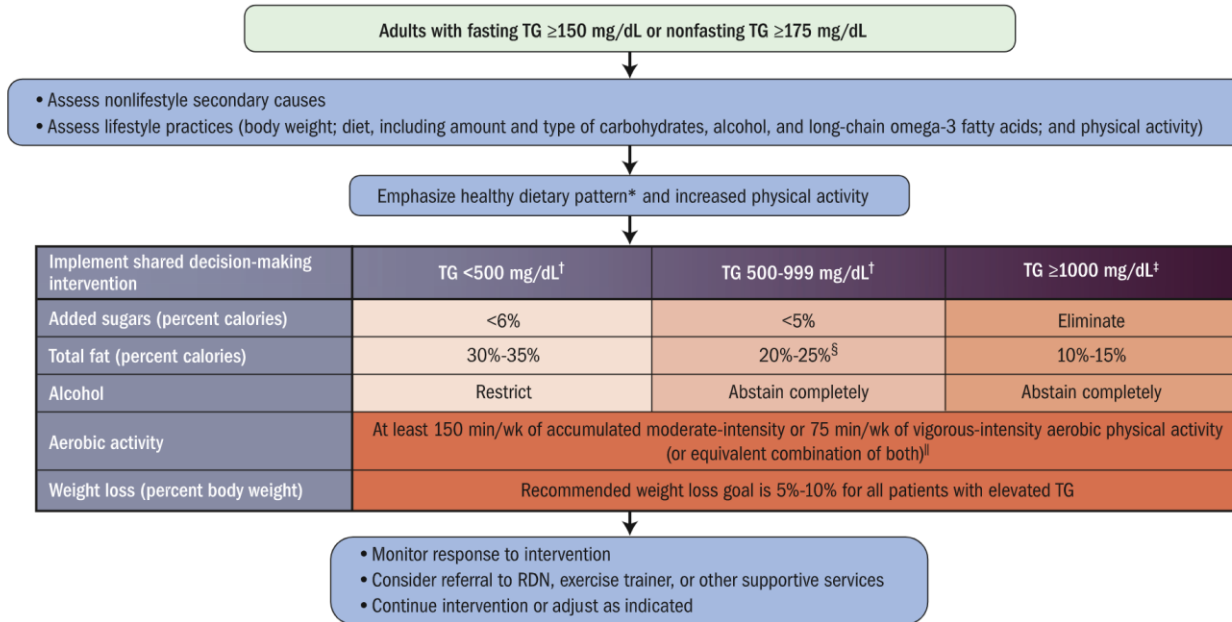 Adults with fasting TG ≥150 mg/dL or nonfasting TG ≥175 mg/dL
• Assess nonlifestyle secondary causes
• Assess lifestyle practices (body weight; diet, including amount and type of carbohydrates, alcohol, and long-chain omega-3 fatty acids; and physical activity)
Emphasize healthy dietary pattern* and increased physical activity
Implement shared decision-making
intervention
TG <500 mg/dL†
TG 500-999 mg/dL†
TG ≥1000 mg/dL‡
Added sugars (percent calories)
<6%
<5%
Eliminate
Total fat (percent calories)
30%-35%
20%-25%§
10%-15%
Alcohol
Restrict
Abstain completely
Abstain completely
Aerobic activity
At least 150 min/wk of accumulated moderate-intensity or 75 min/wk of vigorous-intensity aerobic physical activity
(or equivalent combination of both)‖
Weight loss (percent body weight)
Recommended weight loss goal is 5%-10% for all patients with elevated TG
• Monitor response to intervention
• Consider referral to RDN, exercise trainer, or other supportive services
• Continue intervention or adjust as indicated